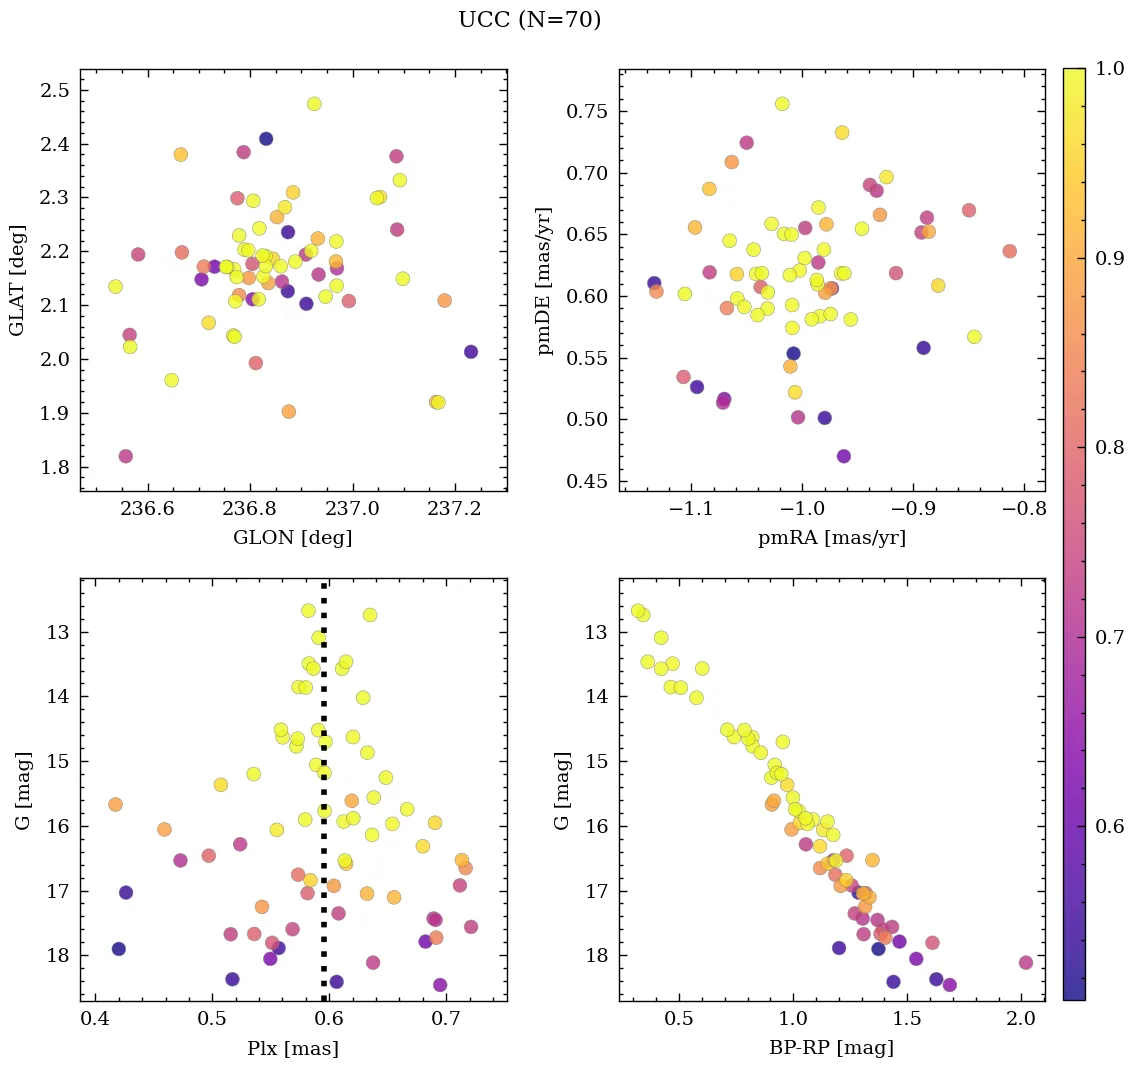 UCC (N=70)
2.5
2.4
2.3
2.2
2.1
2.0
1.9
1.8
GLAT [deg]
236.6 236.8 237.0 237.2
GLON [deg]
0.75
0.70
0.65
0.60
0.55
0.50
0.45
pmDE [mas/yr]
−1.1 −1.0 −0.9 −0.8
pmRA [mas/yr]
13
14
15
16
17
18
G [mag]
0.4 0.5 0.6 0.7
Plx [mas]
13
14
15
16
17
18
G [mag]
0.5 1.0 1.5 2.0
BP-RP [mag]
1.0
0.9
0.8
0.7
0.6